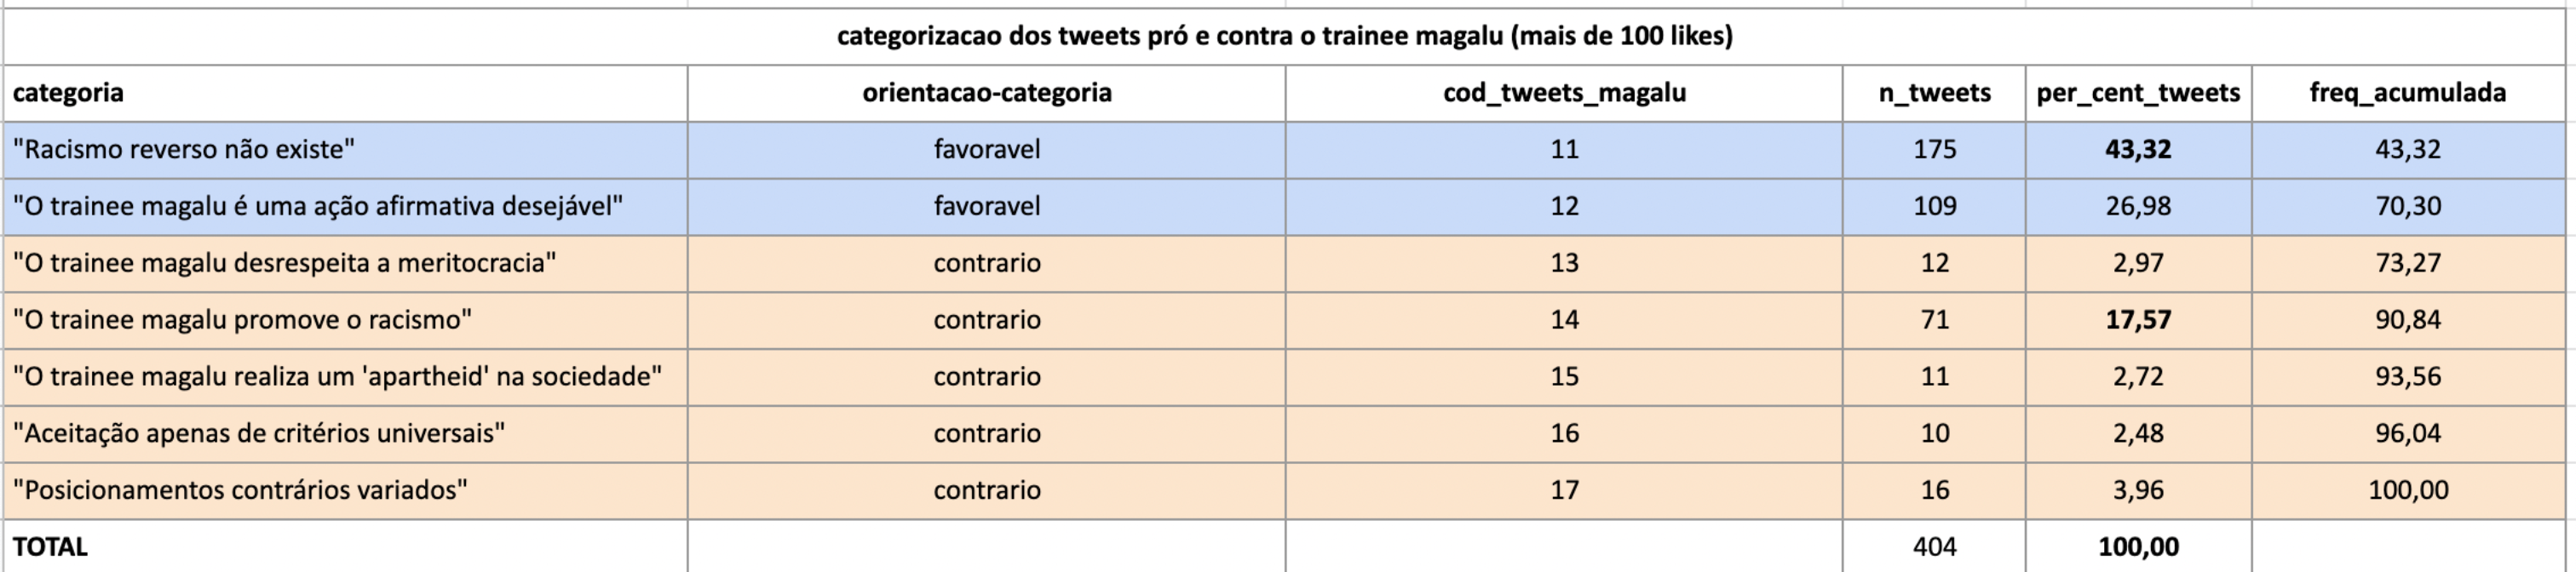 categorizacao dos tweets pró e contra o trainee magalu (mais de 100 likes)
categoria orientacao-categoria cod_tweets_magalu n_tweets per_cent_tweets freq_acumulada
"Racismo reverso não existe" favoravel 11 175 43,32 43,32
"O trainee magalu é uma ação afirmativa desejável" favoravel 12 109 26,98 70,30
"O trainee magalu desrespeita a meritocracia" contrario 13 12 2,97 73,27
"O trainee magalu promove o racismo" contrario 14 71 17,57 90,84
"O trainee magalu realiza um 'apartheid' na sociedade" contrario 15 11 2,72 93,56
"Aceitação apenas de critérios universais" contrario 16 10 2,48 96,04
"Posicionamentos contrários variados" contrario 17 16 3,96 100,00
TOTAL 404 100,00